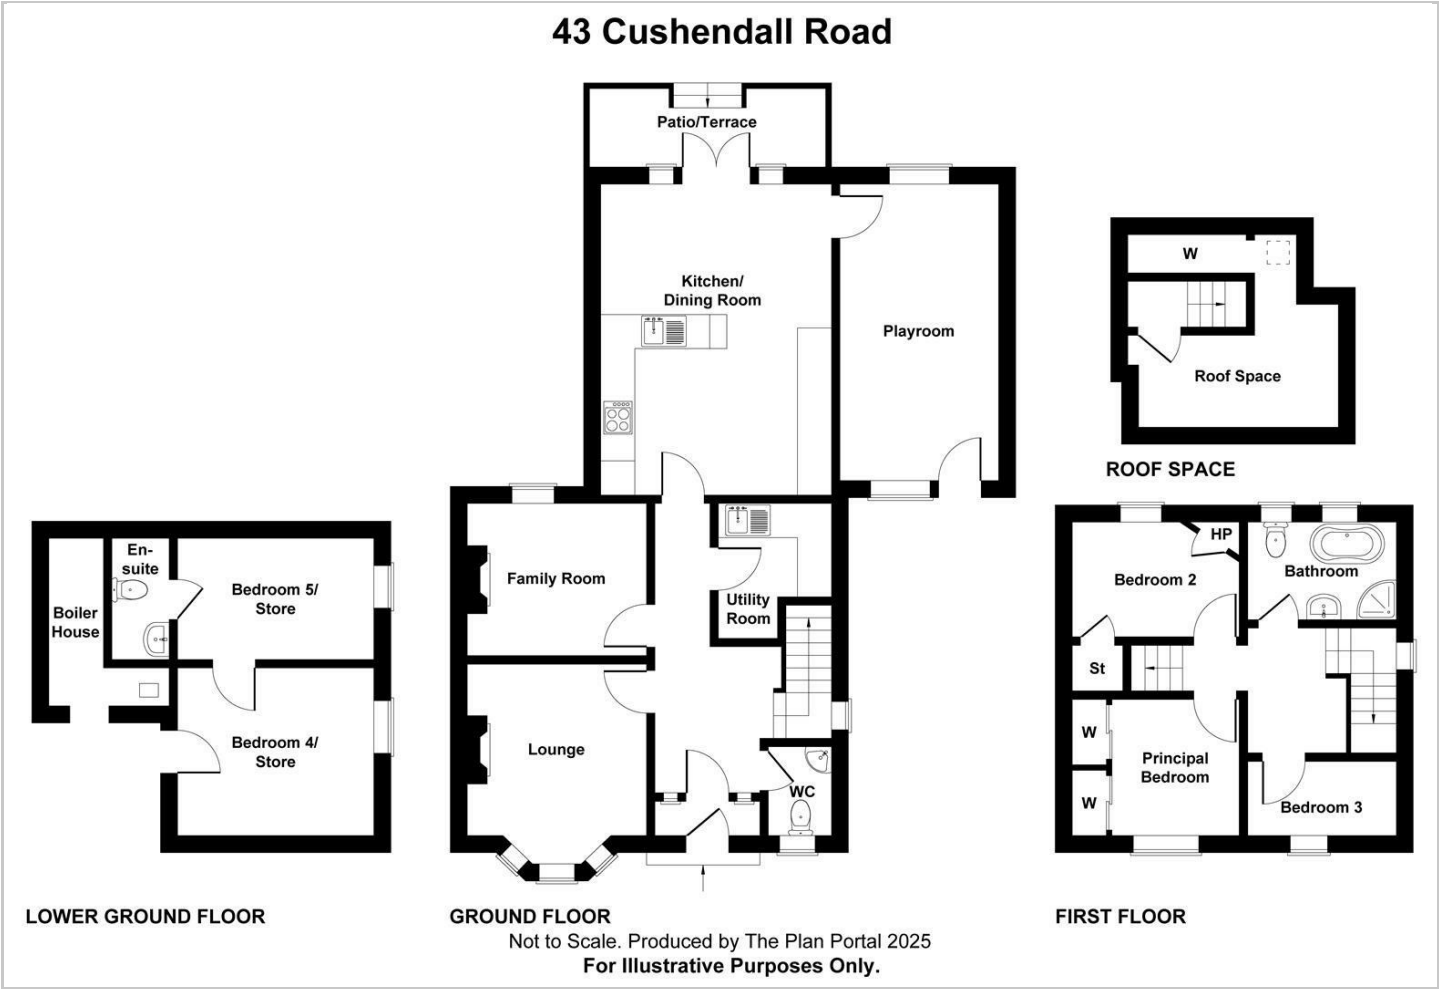 43 Cushendall Road
Patio/Terrace
Kitchen/
Dining Room
Playroom
Family Room
Utility
Room
Lounge
WC
GROUND FLOOR
En-
suite
Bedroom 5/
Store
Boiler
House
Bedroom 4/
Store
LOWER GROUND FLOOR
W
Roof Space
ROOF SPACE
HP
Bedroom 2
Bathroom
St
W
Principal
Bedroom
W
Bedroom 3
FIRST FLOOR
Not to Scale. Produced by The Plan Portal 2025
For Illustrative Purposes Only.